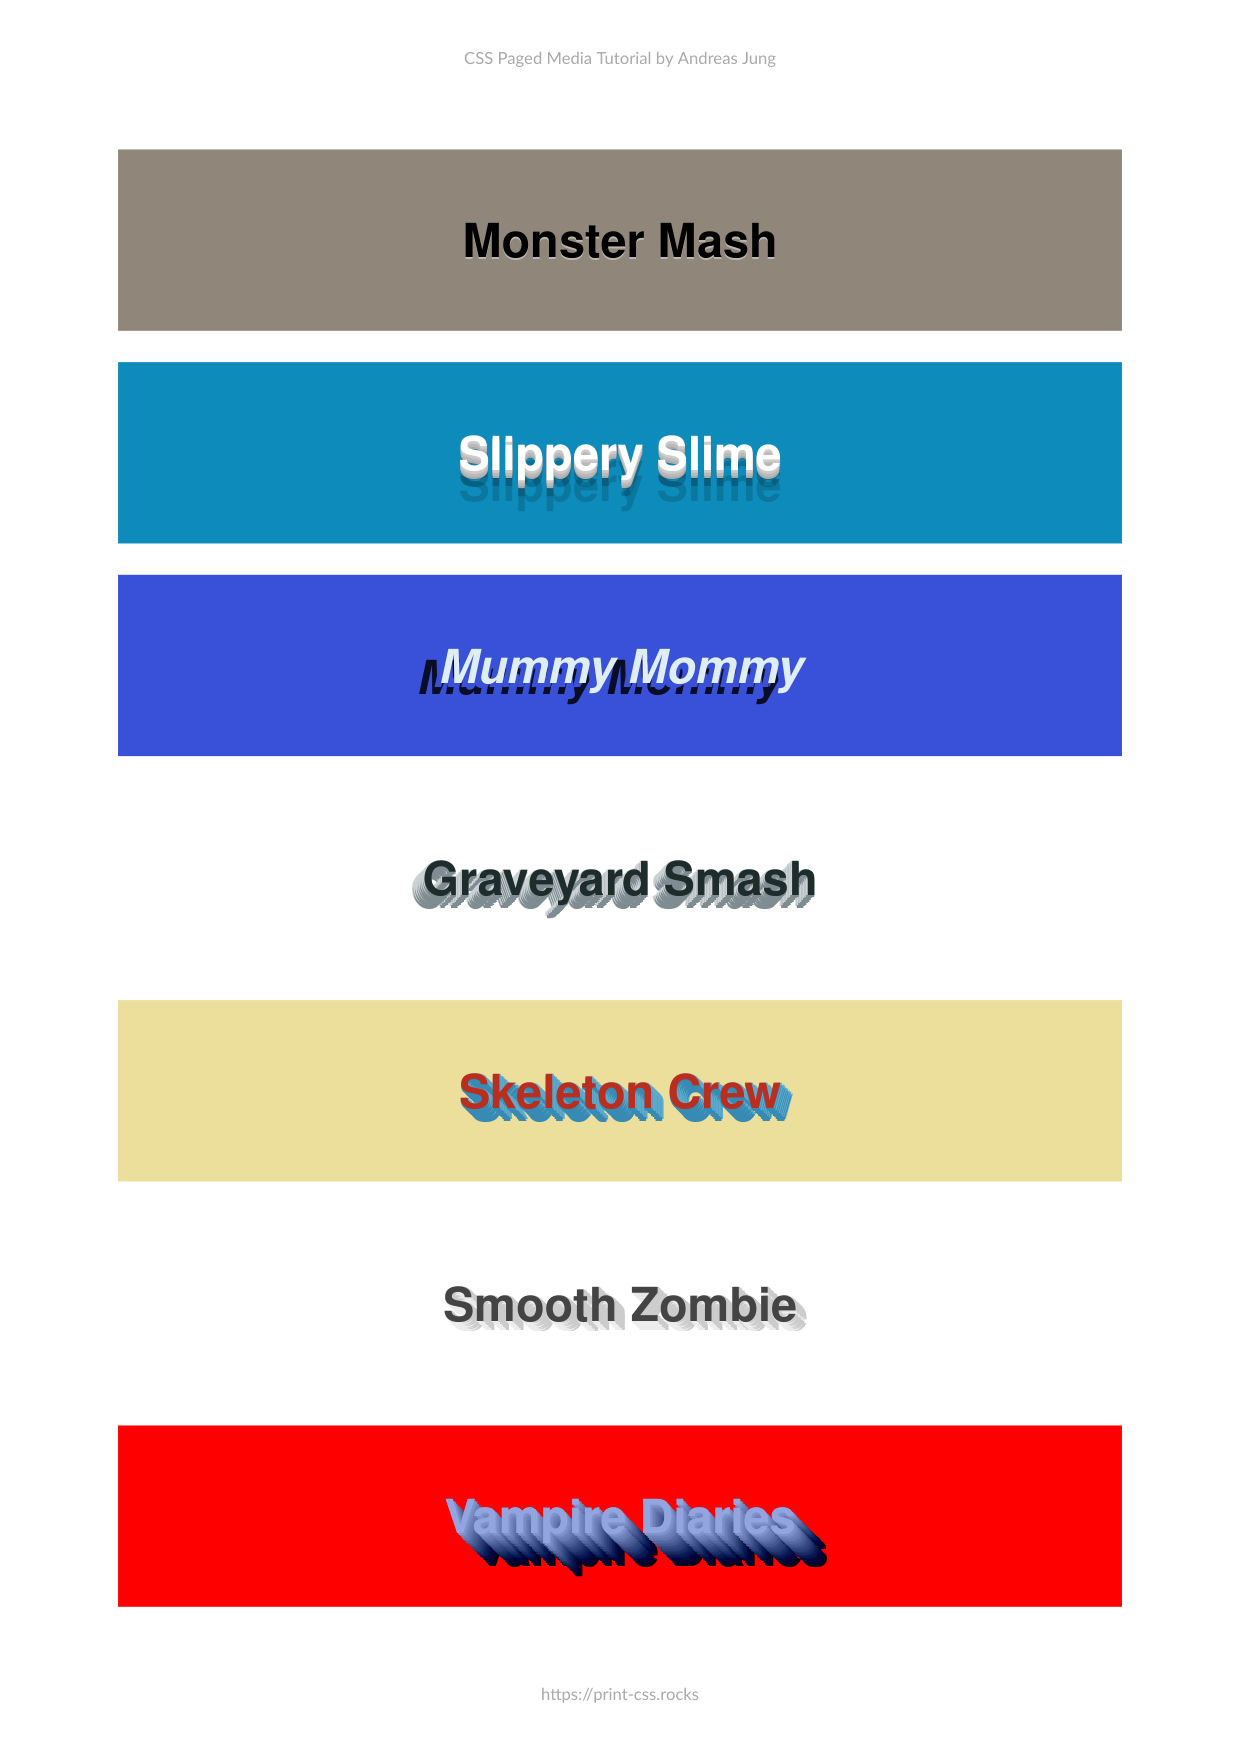 CSS Paged Media Tutorial by Andreas Jung
Monster Mash
Slippery Slime
Mummy Mommy
Graveyard Smash
Skeleton Crew
Smooth Zombie
Vampire Diaries
https://print-css.rocks